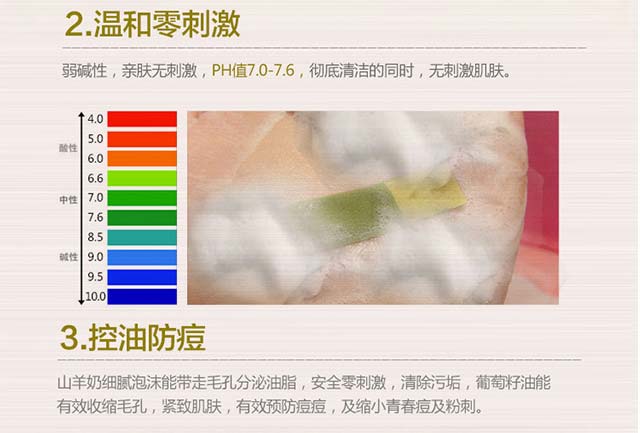 2.温和零刺激
弱碱性，亲肤无刺激，PH值7.0-7.6，彻底清洁的同时，无刺激肌肤。
4.0
酸性 5.0
6.0
6.6
中性 7.0
7.6
8.5
碱性 9.0
9.5
10.0
3.控油防痘
山羊奶细腻泡沫能带走毛孔分泌油脂，安全零刺激，清除污垢，葡萄籽油能
有效收缩毛孔，紧致肌肤，有效预防痘痘，及缩小青春痘及粉刺。